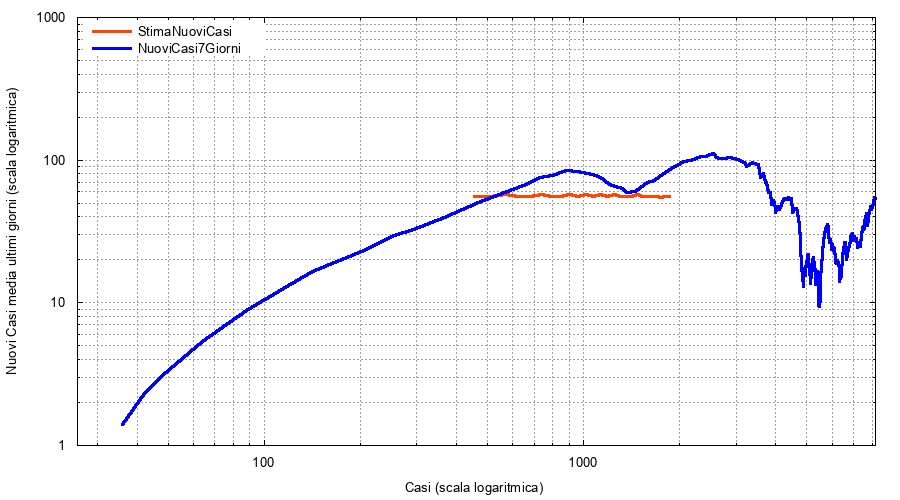 1000
StimaNuoviCasi
NuoviCasi7Giorni
100
10
1
Nuovi Casi media ultimi giorni (scala logaritmica)
100
1000
Casi (scala logaritmica)